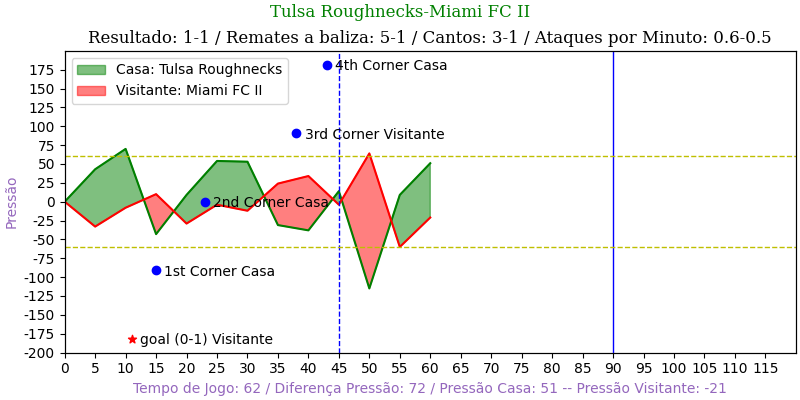 Tulsa Roughnecks-Miami FC II
Resultado: 1-1 / Remates a baliza: 5-1 / Cantos: 3-1 / Ataques por Minuto: 0.6-0.5
Casa: Tulsa Roughnecks
Visitante: Miami FC II
4th Corner Casa
3rd Corner Visitante
2nd Corner Casa
1st Corner Casa
goal (0-1) Visitante
Pressão
175
150
125
100
75
50
25
0
-25
-50
-75
-100
-125
-150
-175
-200
0 5 10 15 20 25 30 35 40 45 50 55 60 65 70 75 80 85 90 95 100 105 110 115
Tempo de Jogo: 62 / Diferença Pressão: 72 / Pressão Casa: 51 -- Pressão Visitante: -21